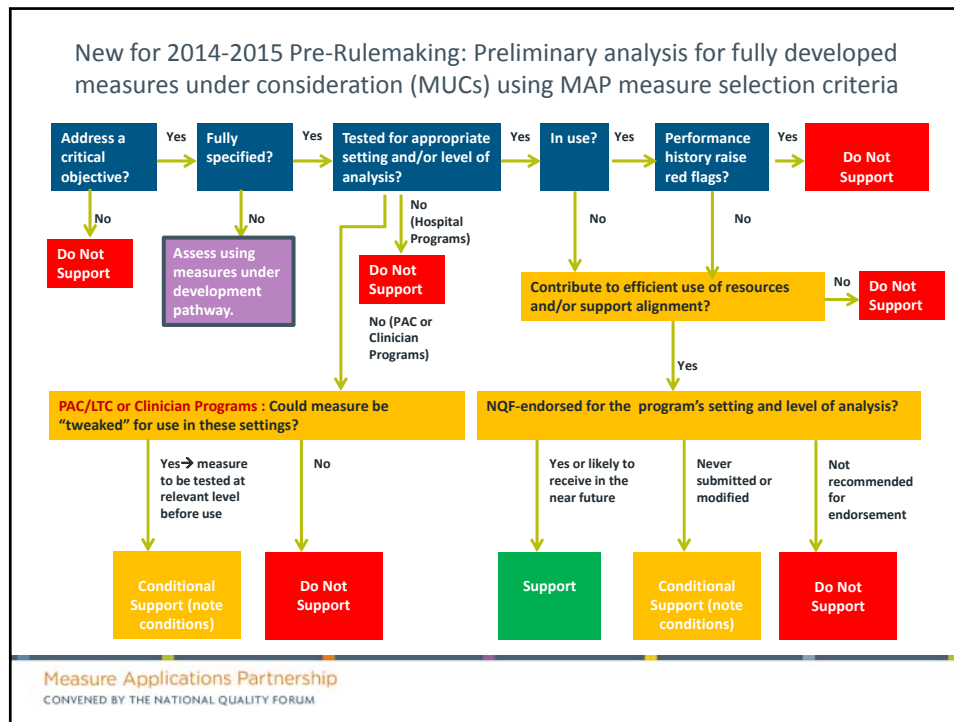 New for 2014-2015 Pre-Rulemaking: Preliminary analysis for fully developed
measures under consideration (MUCs) using MAP measure selection criteria
Address a
critical
objective?
Yes
Fully
specified?
Yes
Tested for appropriate
setting and/or level of
analysis?
Yes
In use?
Yes
Performance
history raise
red flags?
Yes
Do Not
Support
No
No
No
(Hospital
Programs)
No
No
Do Not
Support
Assess using
measures under
development
pathway.
Do Not
Support
No (PAC or
Clinician
Programs)
Contribute to efficient use of resources
and/or support alignment?
No
Do Not
Support
Yes
PAC/LTC or Clinician Programs : Could measure be
“tweaked” for use in these settings?
NQF-endorsed for the program’s setting and level of analysis?
Yes→ measure
to be tested at
relevant level
before use
No
Yes or likely to
receive in the
near future
Never
submitted or
modified
Not
recommended
for
endorsement
Conditional
Support (note
conditions)
Do Not
Support
Support
Conditional
Support (note
conditions)
Do Not
Support
Measure Applications Partnership
CONVENED BY THE NATIONAL QUALITY FORUM